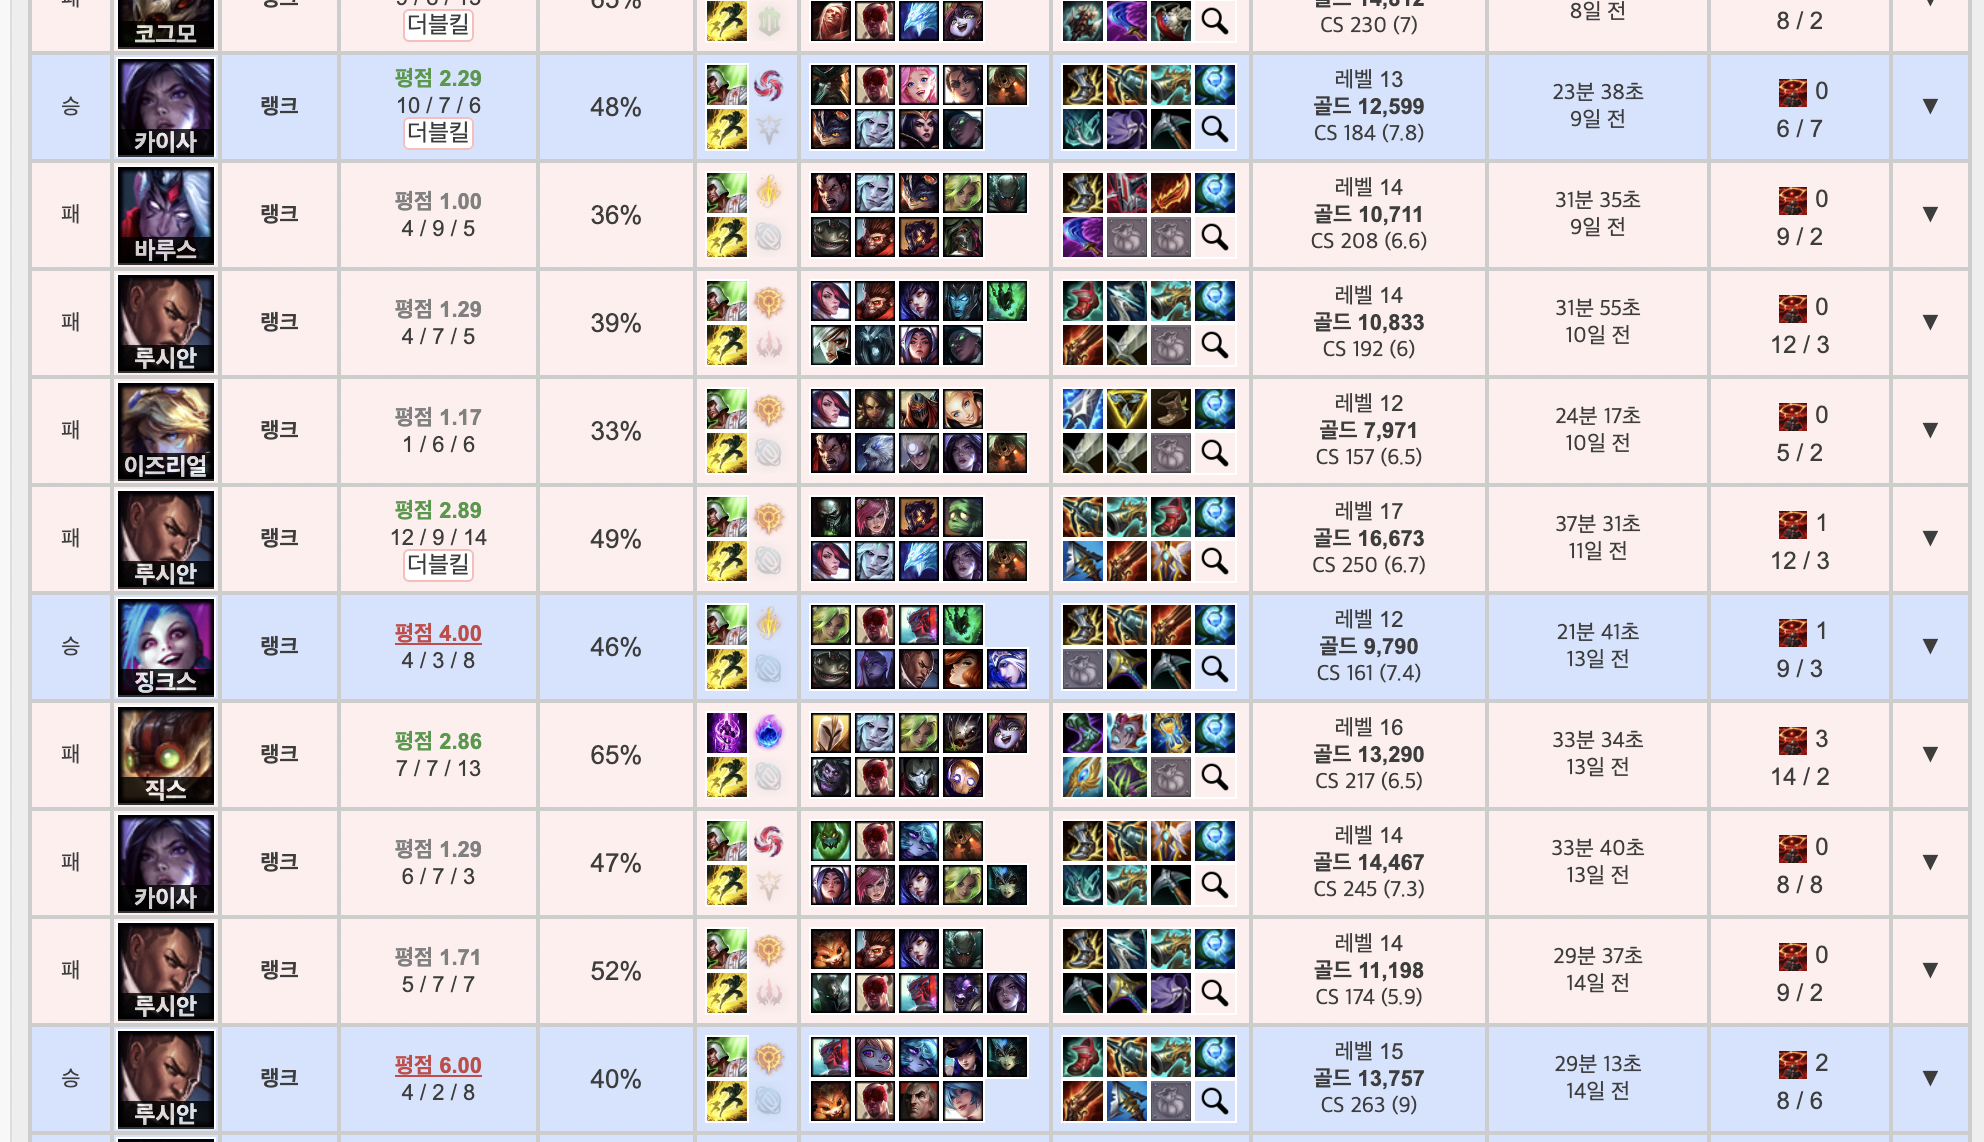 코그모
더블킬
CS 230 (7)
8일 전
8 / 2
승
카이사
랭크
평점 2.29
10 / 7 / 6
더블킬
48%
레벨 13
골드 12,599
CS 184 (7.8)
23분 38초
9일 전
0
6 / 7
▼
패
바루스
랭크
평점 1.00
4 / 9 / 5
36%
레벨 14
골드 10,711
CS 208 (6.6)
31분 35초
9일 전
0
9 / 2
▼
패
루시안
랭크
평점 1.29
4 / 7 / 5
39%
레벨 14
골드 10,833
CS 192 (6)
31분 55초
10일 전
0
12 / 3
▼
패
이즈리얼
랭크
평점 1.17
1 / 6 / 6
33%
레벨 12
골드 7,971
CS 157 (6.5)
24분 17초
10일 전
0
5 / 2
▼
패
루시안
랭크
평점 2.89
12 / 9 / 14
더블킬
49%
레벨 17
골드 16,673
CS 250 (6.7)
37분 31초
11일 전
1
12 / 3
▼
승
징크스
랭크
평점 4.00
4 / 3 / 8
46%
레벨 12
골드 9,790
CS 161 (7.4)
21분 41초
13일 전
1
9 / 3
▼
패
직스
랭크
평점 2.86
7 / 7 / 13
65%
레벨 16
골드 13,290
CS 217 (6.5)
33분 34초
13일 전
3
14 / 2
▼
패
카이사
랭크
평점 1.29
6 / 7 / 3
47%
레벨 14
골드 14,467
CS 245 (7.3)
33분 40초
13일 전
0
8 / 8
▼
패
루시안
랭크
평점 1.71
5 / 7 / 7
52%
레벨 14
골드 11,198
CS 174 (5.9)
29분 37초
14일 전
0
9 / 2
▼
승
루시안
랭크
평점 6.00
4 / 2 / 8
40%
레벨 15
골드 13,757
CS 263 (9)
29분 13초
14일 전
2
8 / 6
▼